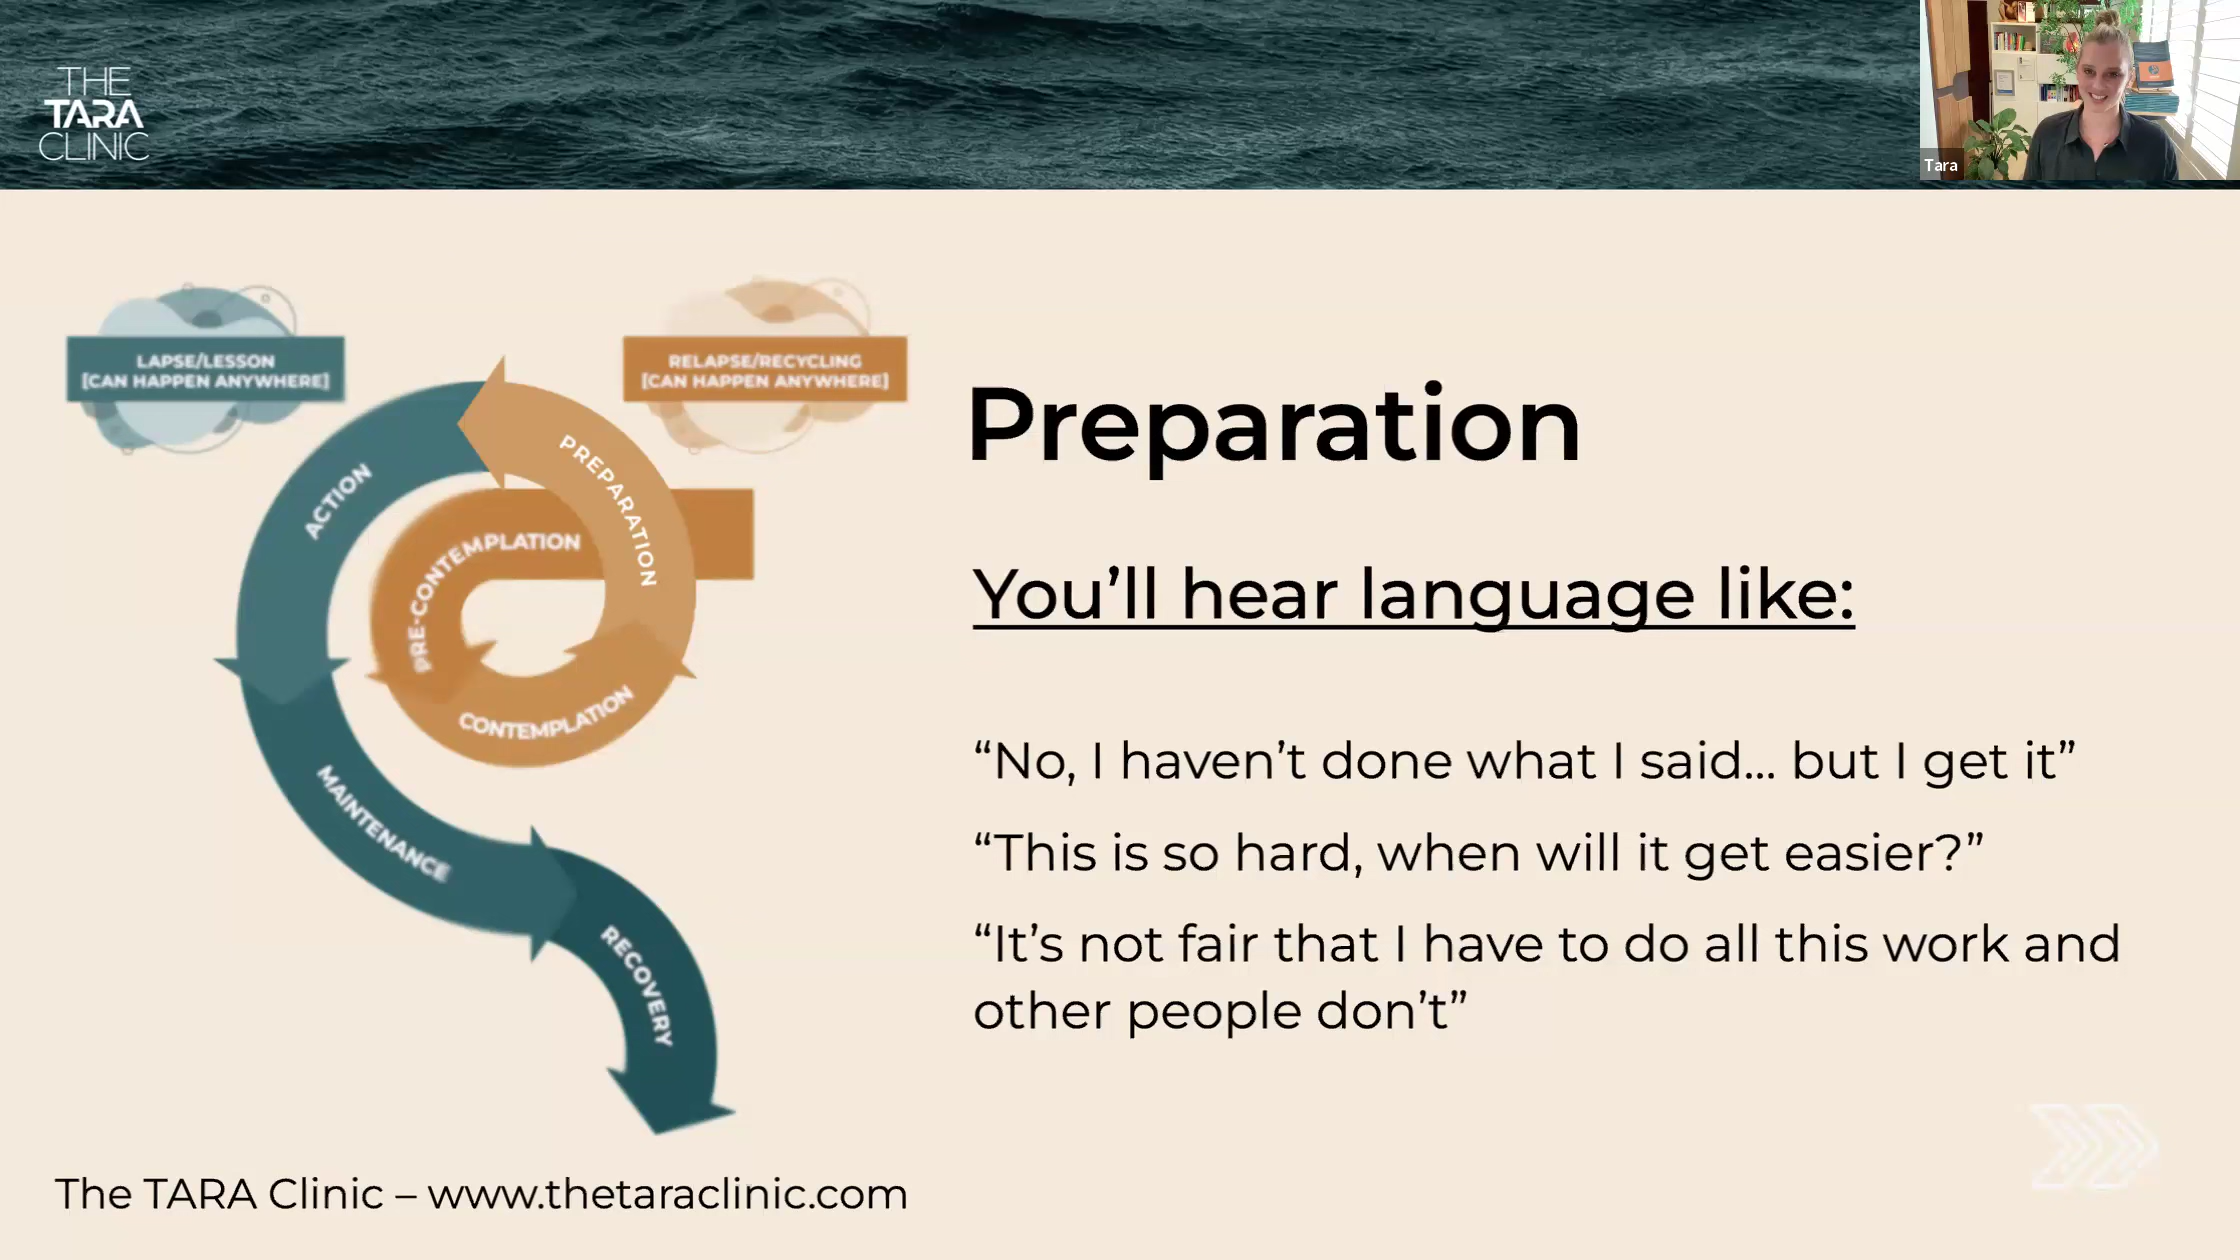 THE
TARA
CLINIC
Tara
LAPSE/LESSON
[CAN HAPPEN ANYWHERE]
RELAPSE/RECYCLING
[CAN HAPPEN ANYWHERE]
PREPARATION
ACTION
PRE-CONTEMPLATION
CONTEMPLATION
MAINTENANCE
RECOVERY
Preparation
You’ll hear language like:
“No, I haven’t done what I said... but I get it”
“This is so hard, when will it get easier?”
“It’s not fair that I have to do all this work and
other people don’t”
The TARA Clinic – www.thetaraclinic.com